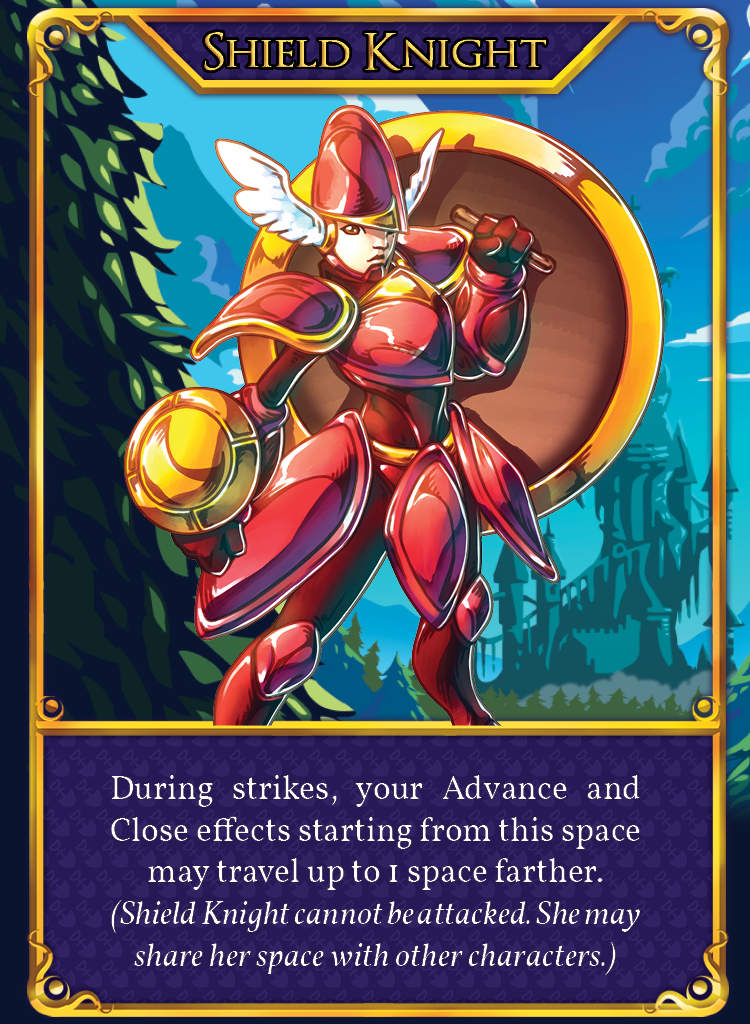 Shield Knight
During strikes, your Advance and
Close effects starting from this space
may travel up to 1 space farther.
(Shield Knight cannot be attacked. She may
share her space with other characters.)